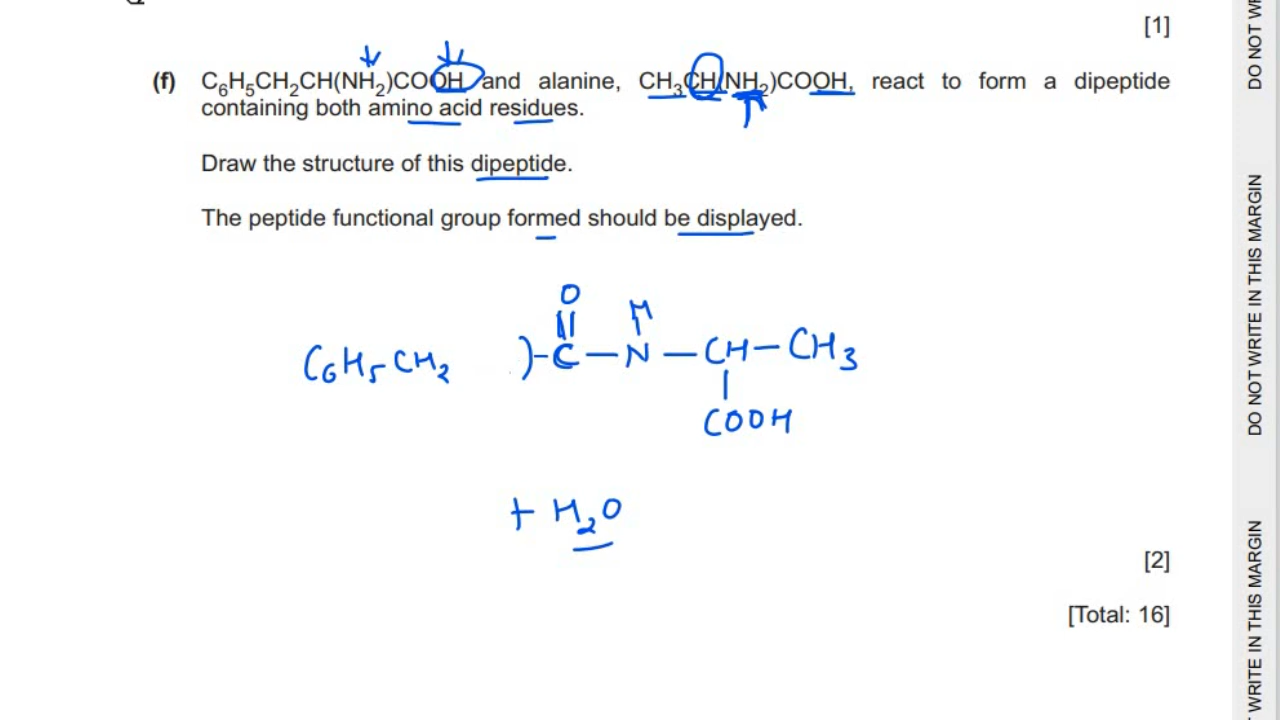 [1]
(f) C₆H₅CH₂CH(NH₂)COOH and alanine, CH₃CH(NH₂)COOH, react to form a dipeptide
containing both amino acid residues.
Draw the structure of this dipeptide.
The peptide functional group formed should be displayed.
O H
||
C₆H₅CH₂ )-C—N—CH—CH₃
|
COOH
+ H₂O
[2]
[Total: 16]
DO NOT WRITE IN THIS MARGIN
WRITE IN THIS MARGIN